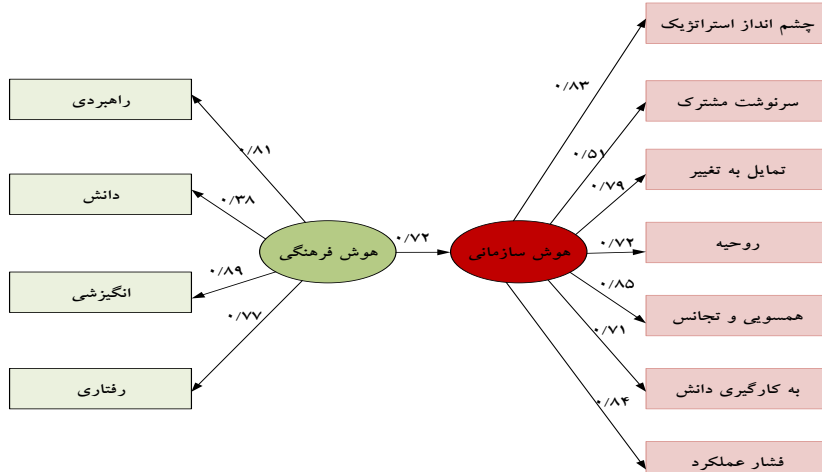 چشم انداز استراتژیک
۰/۸۳
سرنوشت مشترک
راهبردی
۰/۸۱
۰/۵۱
تمایل به تغییر
۰/۷۹
دانش
۰/۳۸
روحیه
۰/۷۲
هوش سازمانی
۰/۷۲
هوش فرهنگی
۰/۸۹
انگیزشی
۰/۸۵
همسویی و تجانس
۰/۷۱
۰/۷۷
به کارگیری دانش
رفتاری
۰/۸۴
فشار عملکرد